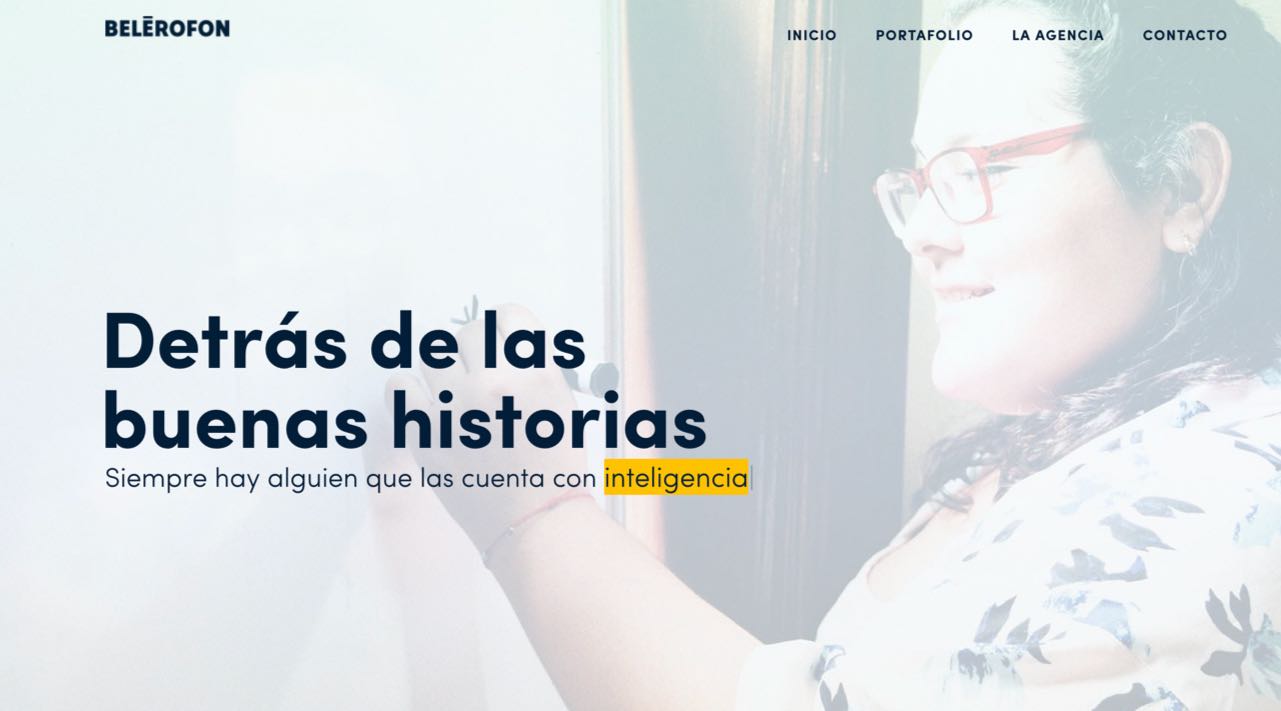 BELĒROFON
INICIO PORTAFOLIO LA AGENCIA CONTACTO
Detrás de las
buenas historias
Siempre hay alguien que las cuenta con inteligencia